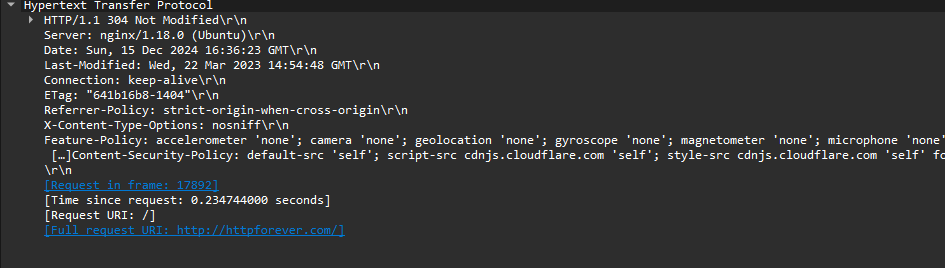 Hypertext Transfer Protocol
HTTP/1.1 304 Not Modified\r\n
Server: nginx/1.18.0 (Ubuntu)\r\n
Date: Sun, 15 Dec 2024 16:36:23 GMT\r\n
Last-Modified: Wed, 22 Mar 2023 14:54:48 GMT\r\n
Connection: keep-alive\r\n
ETag: "641b16b8-1404"\r\n
Referrer-Policy: strict-origin-when-cross-origin\r\n
X-Content-Type-Options: nosniff\r\n
Feature-Policy: accelerometer 'none'; camera 'none'; geolocation 'none'; gyroscope 'none'; magnetometer 'none'; microphone 'none'
[…]Content-Security-Policy: default-src 'self'; script-src cdnjs.cloudflare.com 'self'; style-src cdnjs.cloudflare.com 'self' fo
\r\n
[Request in frame: 17892]
[Time since request: 0.234744000 seconds]
[Request URI: /]
[Full request URI: http://httpforever.com/]